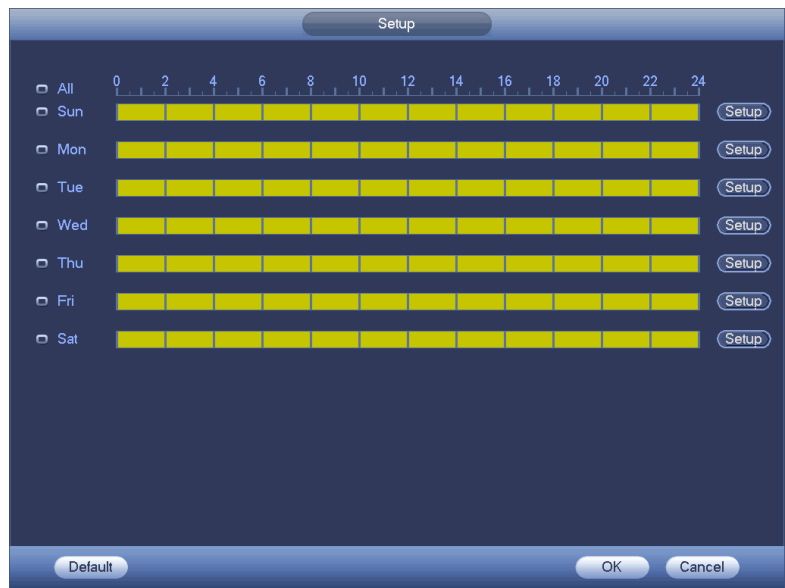 Setup
All 0 2 4 6 8 10 12 14 16 18 20 22 24
Sun Setup
Mon Setup
Tue Setup
Wed Setup
Thu Setup
Fri Setup
Sat Setup
Default OK Cancel